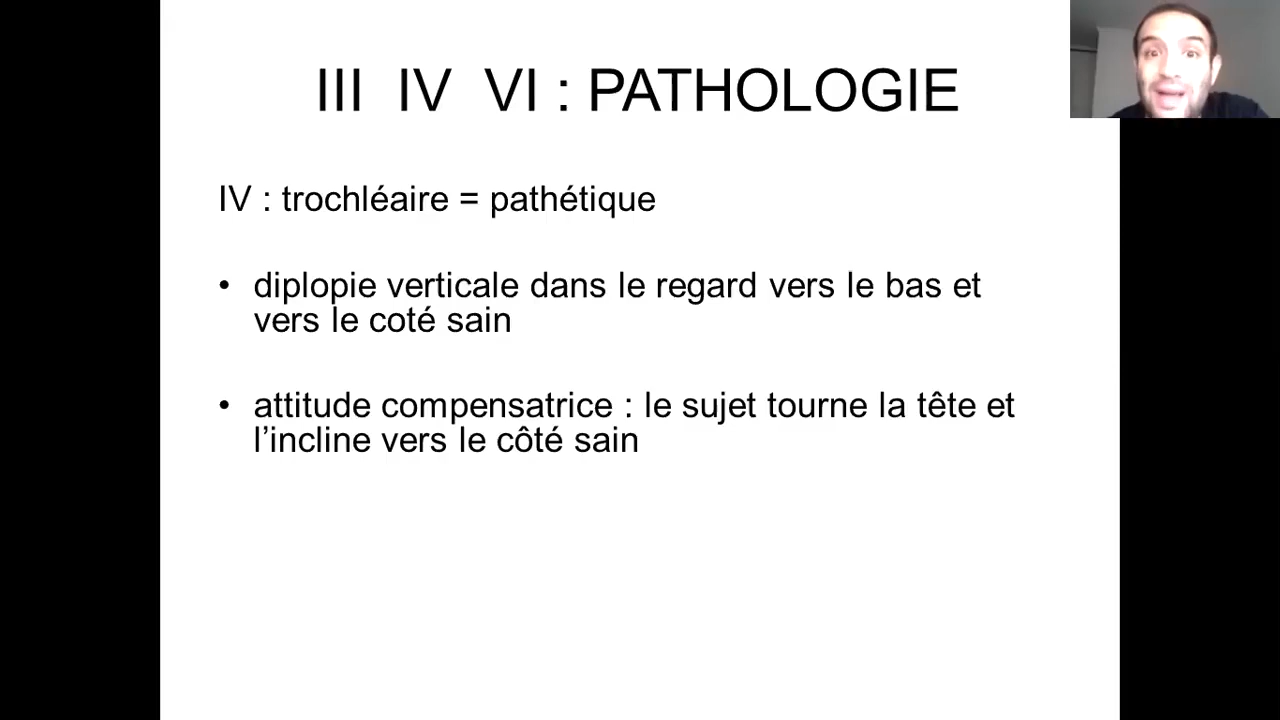 III IV VI : PATHOLOGIE
IV : trochléaire = pathétique
• diplopie verticale dans le regard vers le bas et
vers le coté sain
• attitude compensatrice : le sujet tourne la tête et
l’incline vers le côté sain